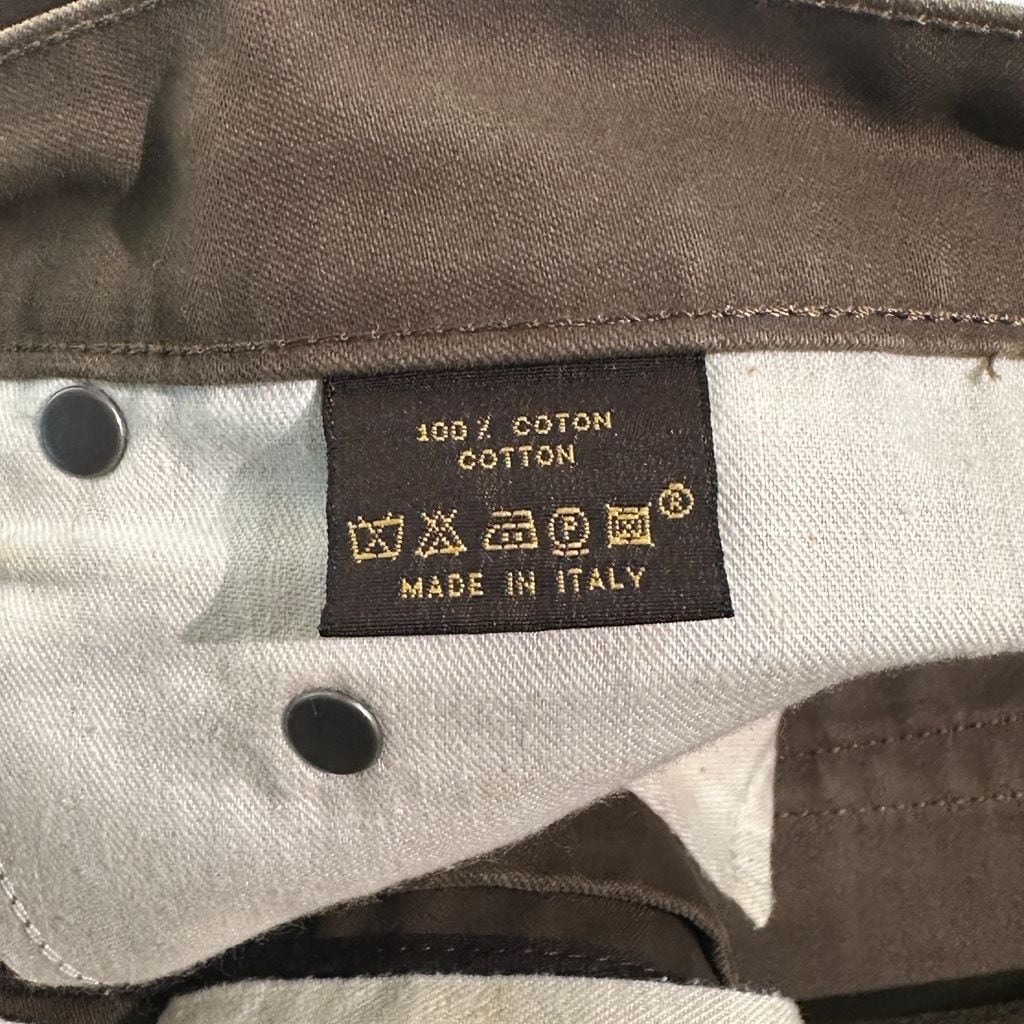 100% COTON
COTTON
P
®
MADE IN ITALY